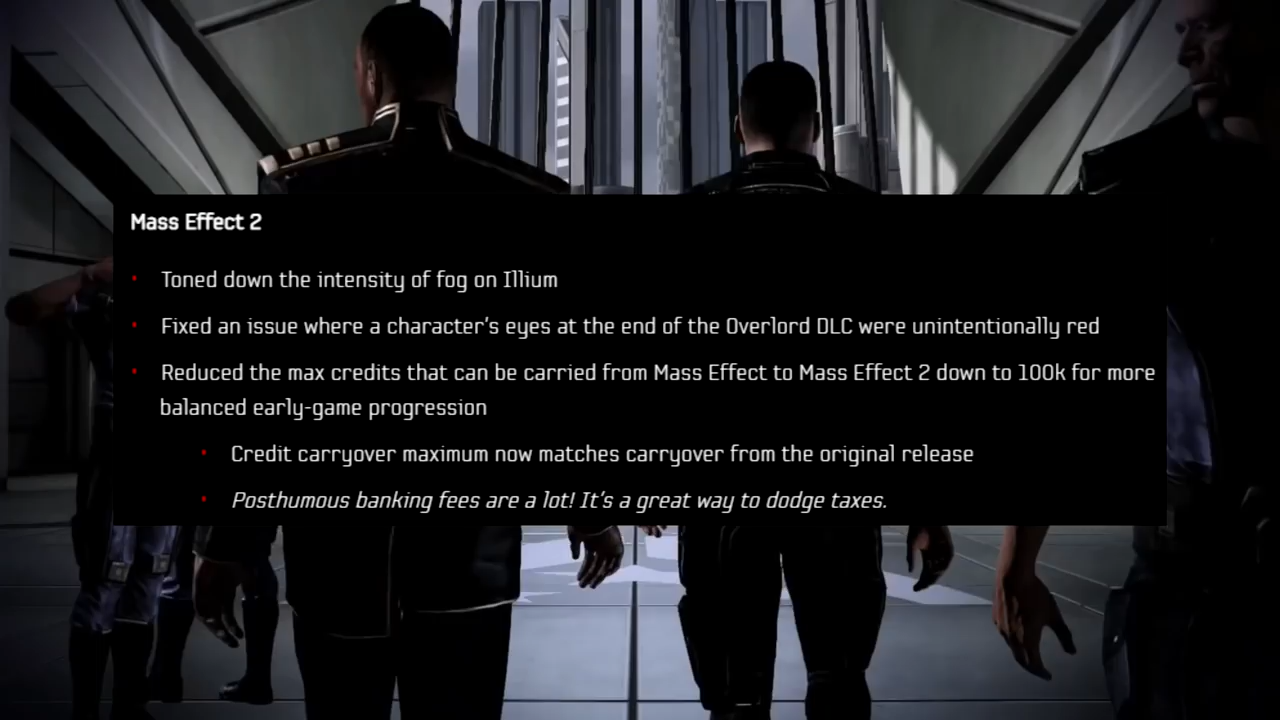 Mass Effect 2
Toned down the intensity of fog on Illium
Fixed an issue where a character's eyes at the end of the Overlord DLC were unintentionally red
Reduced the max credits that can be carried from Mass Effect to Mass Effect 2 down to 100k for more
balanced early-game progression
Credit carryover maximum now matches carryover from the original release
Posthumous banking fees are a lot! It's a great way to dodge taxes.